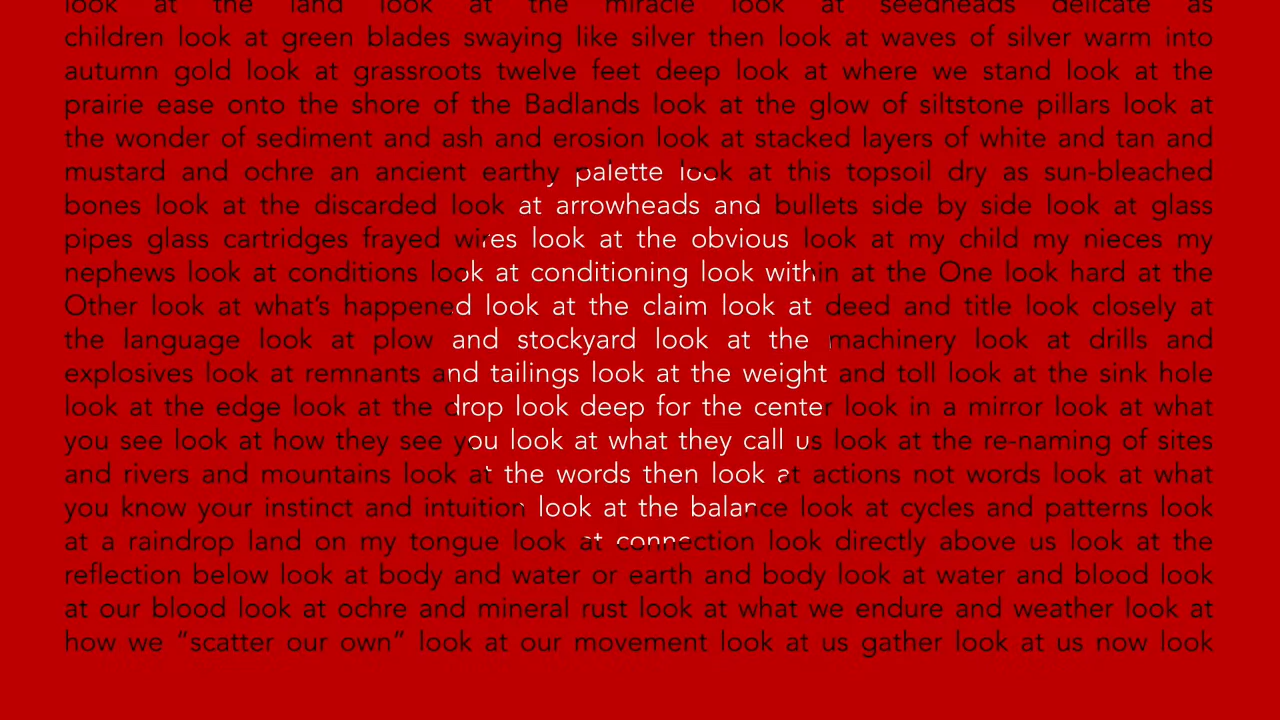 look at the land look at the miracle look at seedheads delicate as
children look at green blades swaying like silver then look at waves of silver warm into
autumn gold look at grassroots twelve feet deep look at where we stand look at the
prairie ease onto the shore of the Badlands look at the glow of siltstone pillars look at
the wonder of sediment and ash and erosion look at stacked layers of white and tan and
mustard and ochre an ancient earthy palette look at this topsoil dry as sun-bleached
bones look at the discarded look at arrowheads and bullets side by side look at glass
pipes glass cartridges frayed wires look at the obvious look at my child my nieces my
nephews look at conditions look at conditioning look within at the One look hard at the
Other look at what’s happened look at the claim look at deed and title look closely at
the language look at plow and stockyard look at the machinery look at drills and
explosives look at remnants and tailings look at the weight and toll look at the sink hole
look at the edge look at the drop look deep for the center look in a mirror look at what
you see look at how they see you look at what they call us look at the re-naming of sites
and rivers and mountains look at the words then look at actions not words look at what
you know your instinct and intuition look at the balance look at cycles and patterns look
at a raindrop land on my tongue look at connection look directly above us look at the
reflection below look at body and water or earth and body look at water and blood look
at our blood look at ochre and mineral rust look at what we endure and weather look at
how we “scatter our own” look at our movement look at us gather look at us now look